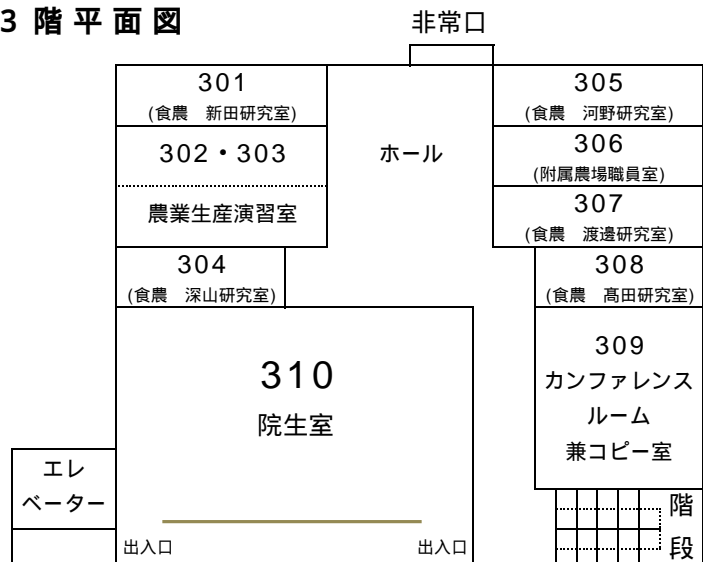 3 階 平 面 図
非常口
301
(食農　新田研究室)
302・303
農業生産演習室
304
(食農　深山研究室)
ホール
305
(食農　河野研究室)
306
(附属農場職員室)
307
(食農　渡邊研究室)
308
(食農　髙田研究室)
309
カンファレンス
ルーム
兼コピー室
310
院生室
エレ
ベーター
出入口
出入口
階
段